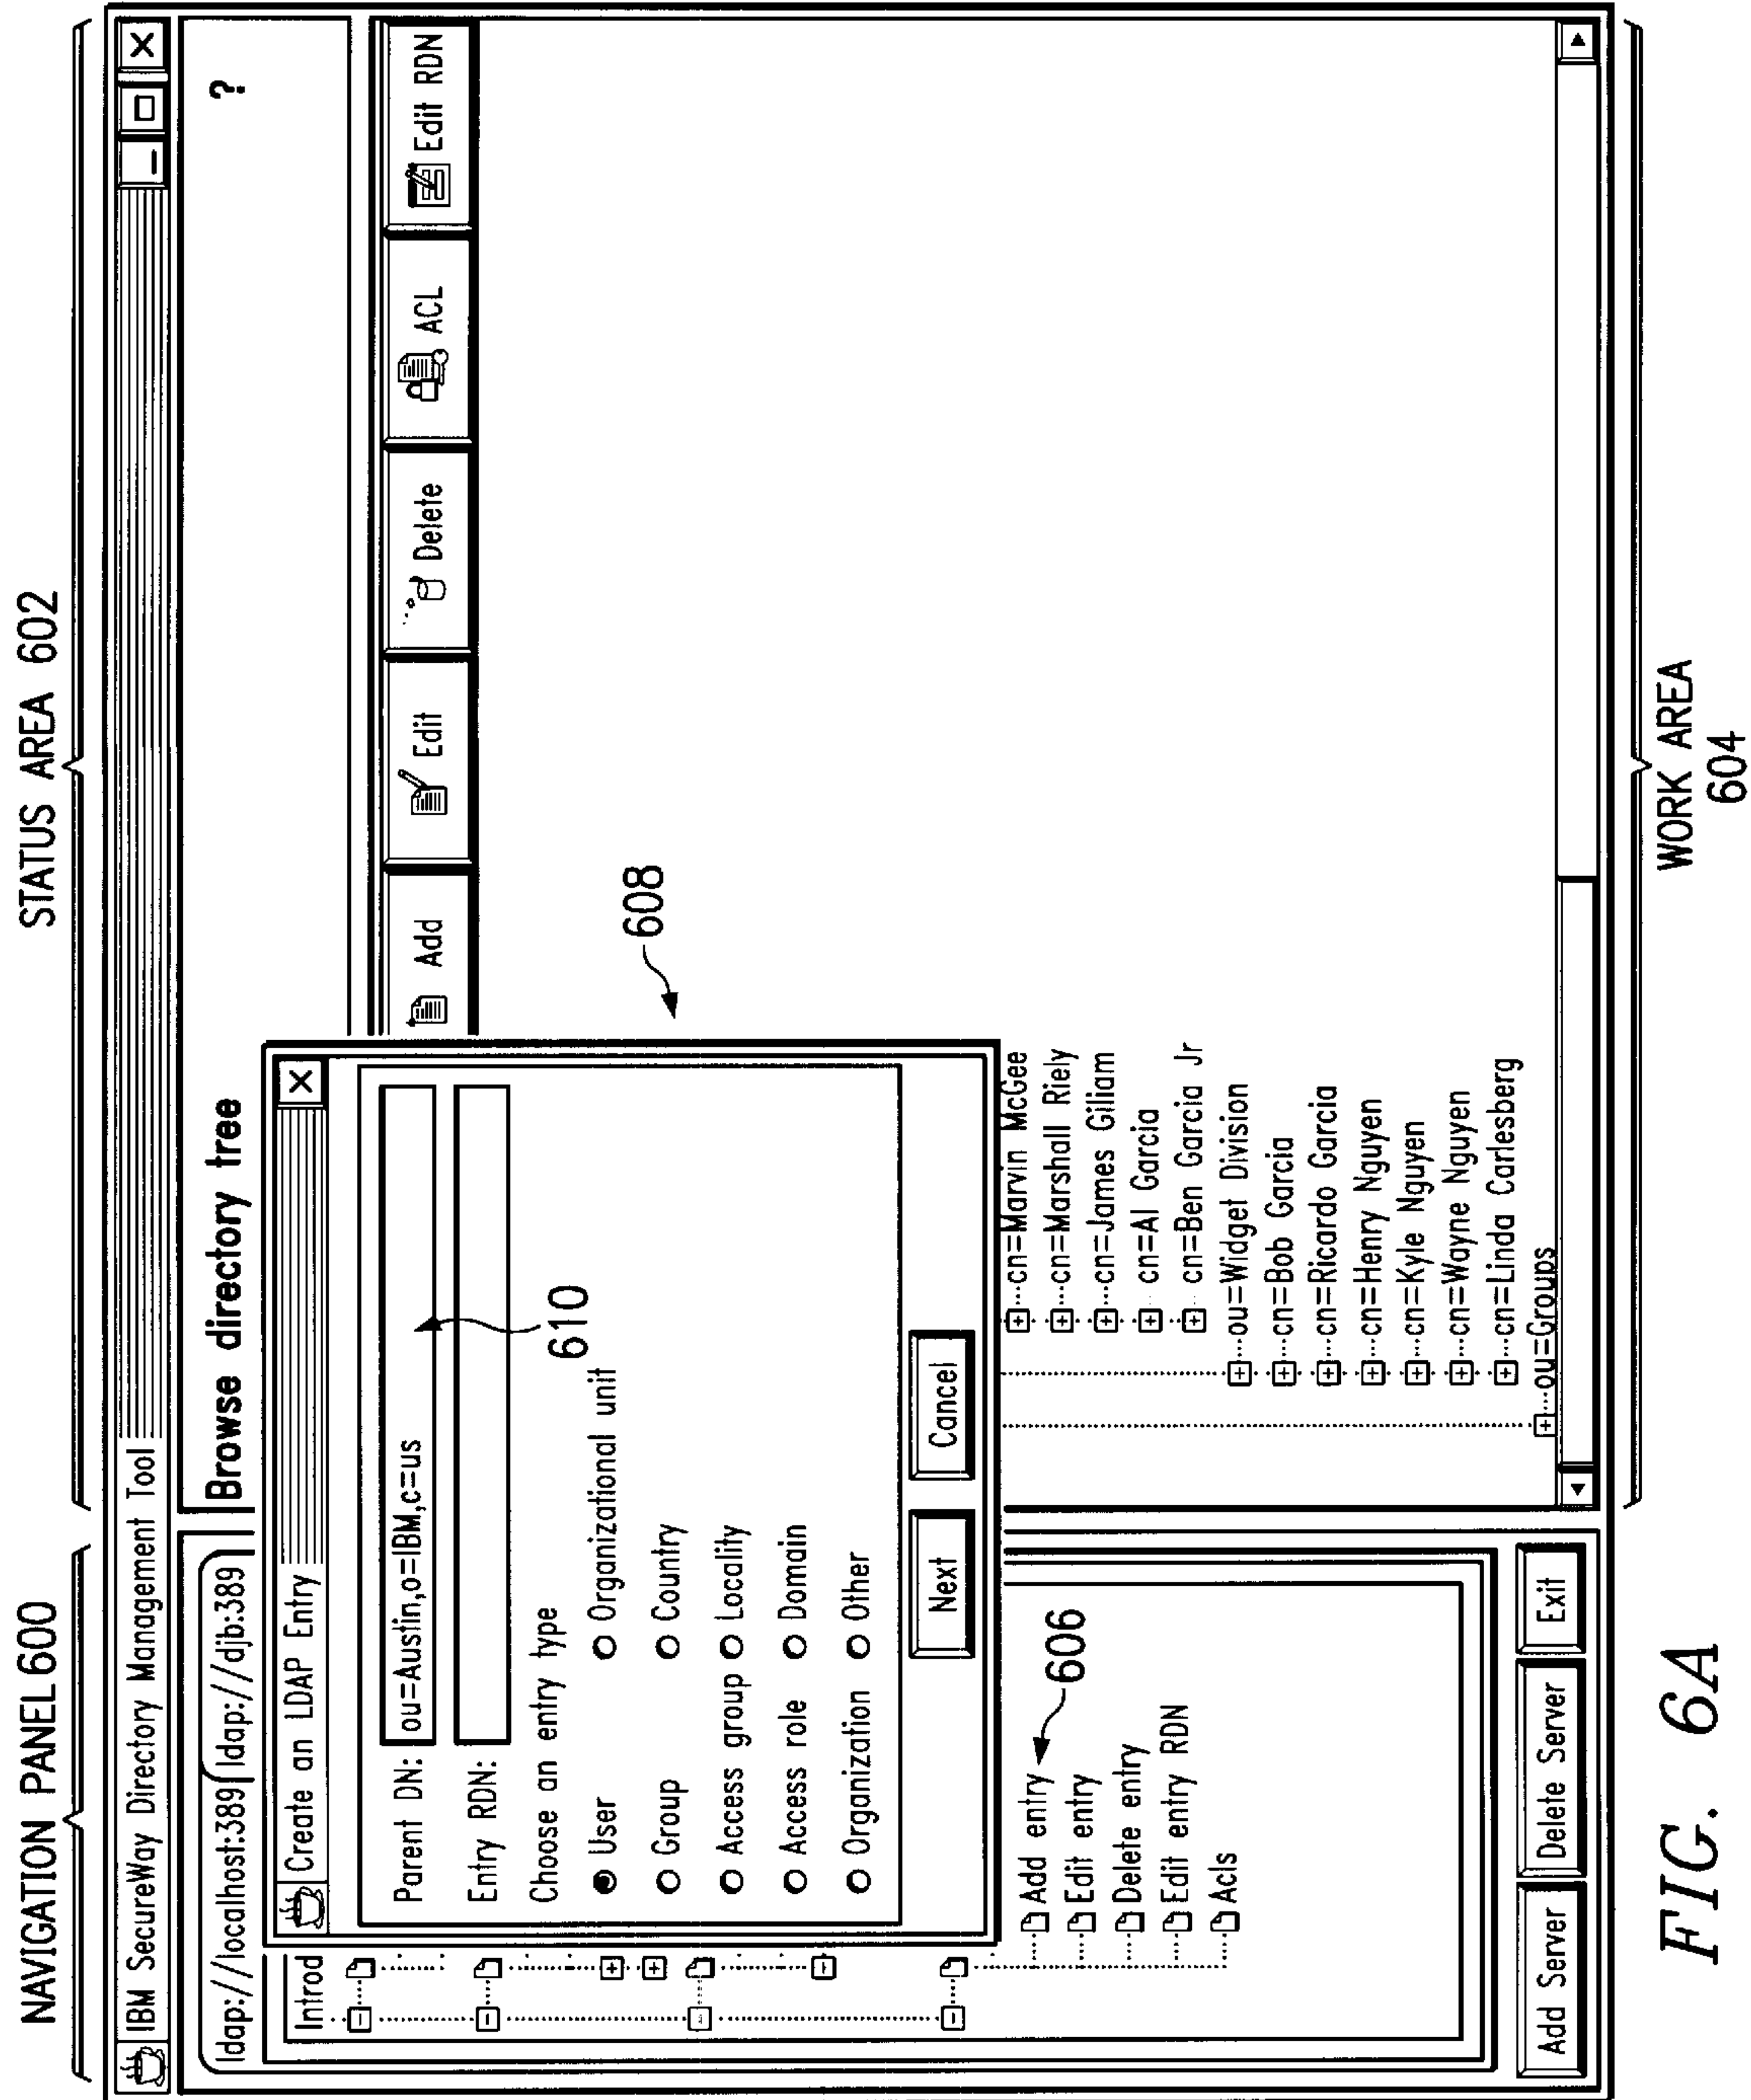 NAVIGATION PANEL 600
STATUS AREA 602
IBM SecureWay Directory Management Tool
ldap://localhost:389 ldap://djb:389
Browse directory tree ?
Introd
Add Edit Delete ACL Edit RDN
Create an LDAP Entry
Parent DN: ou=Austin,o=IBM,c=us
Entry RDN:
610
Choose an entry type
User Organizational unit
Group Country
Access group Locality
Access role Domain
Organization Other
Next Cancel
608
Add entry
606
Edit entry
Delete entry
Edit entry RDN
Acls
cn=Marvin McGee
cn=Marshall Riely
cn=James Giliam
cn=Al Garcia
cn=Ben Garcia Jr
ou=Widget Division
cn=Bob Garcia
cn=Ricardo Garcia
cn=Henry Nguyen
cn=Kyle Nguyen
cn=Wayne Nguyen
cn=Linda Carlesberg
ou=Groups
Add Server Delete Server Exit
WORK AREA
604
FIG. 6A